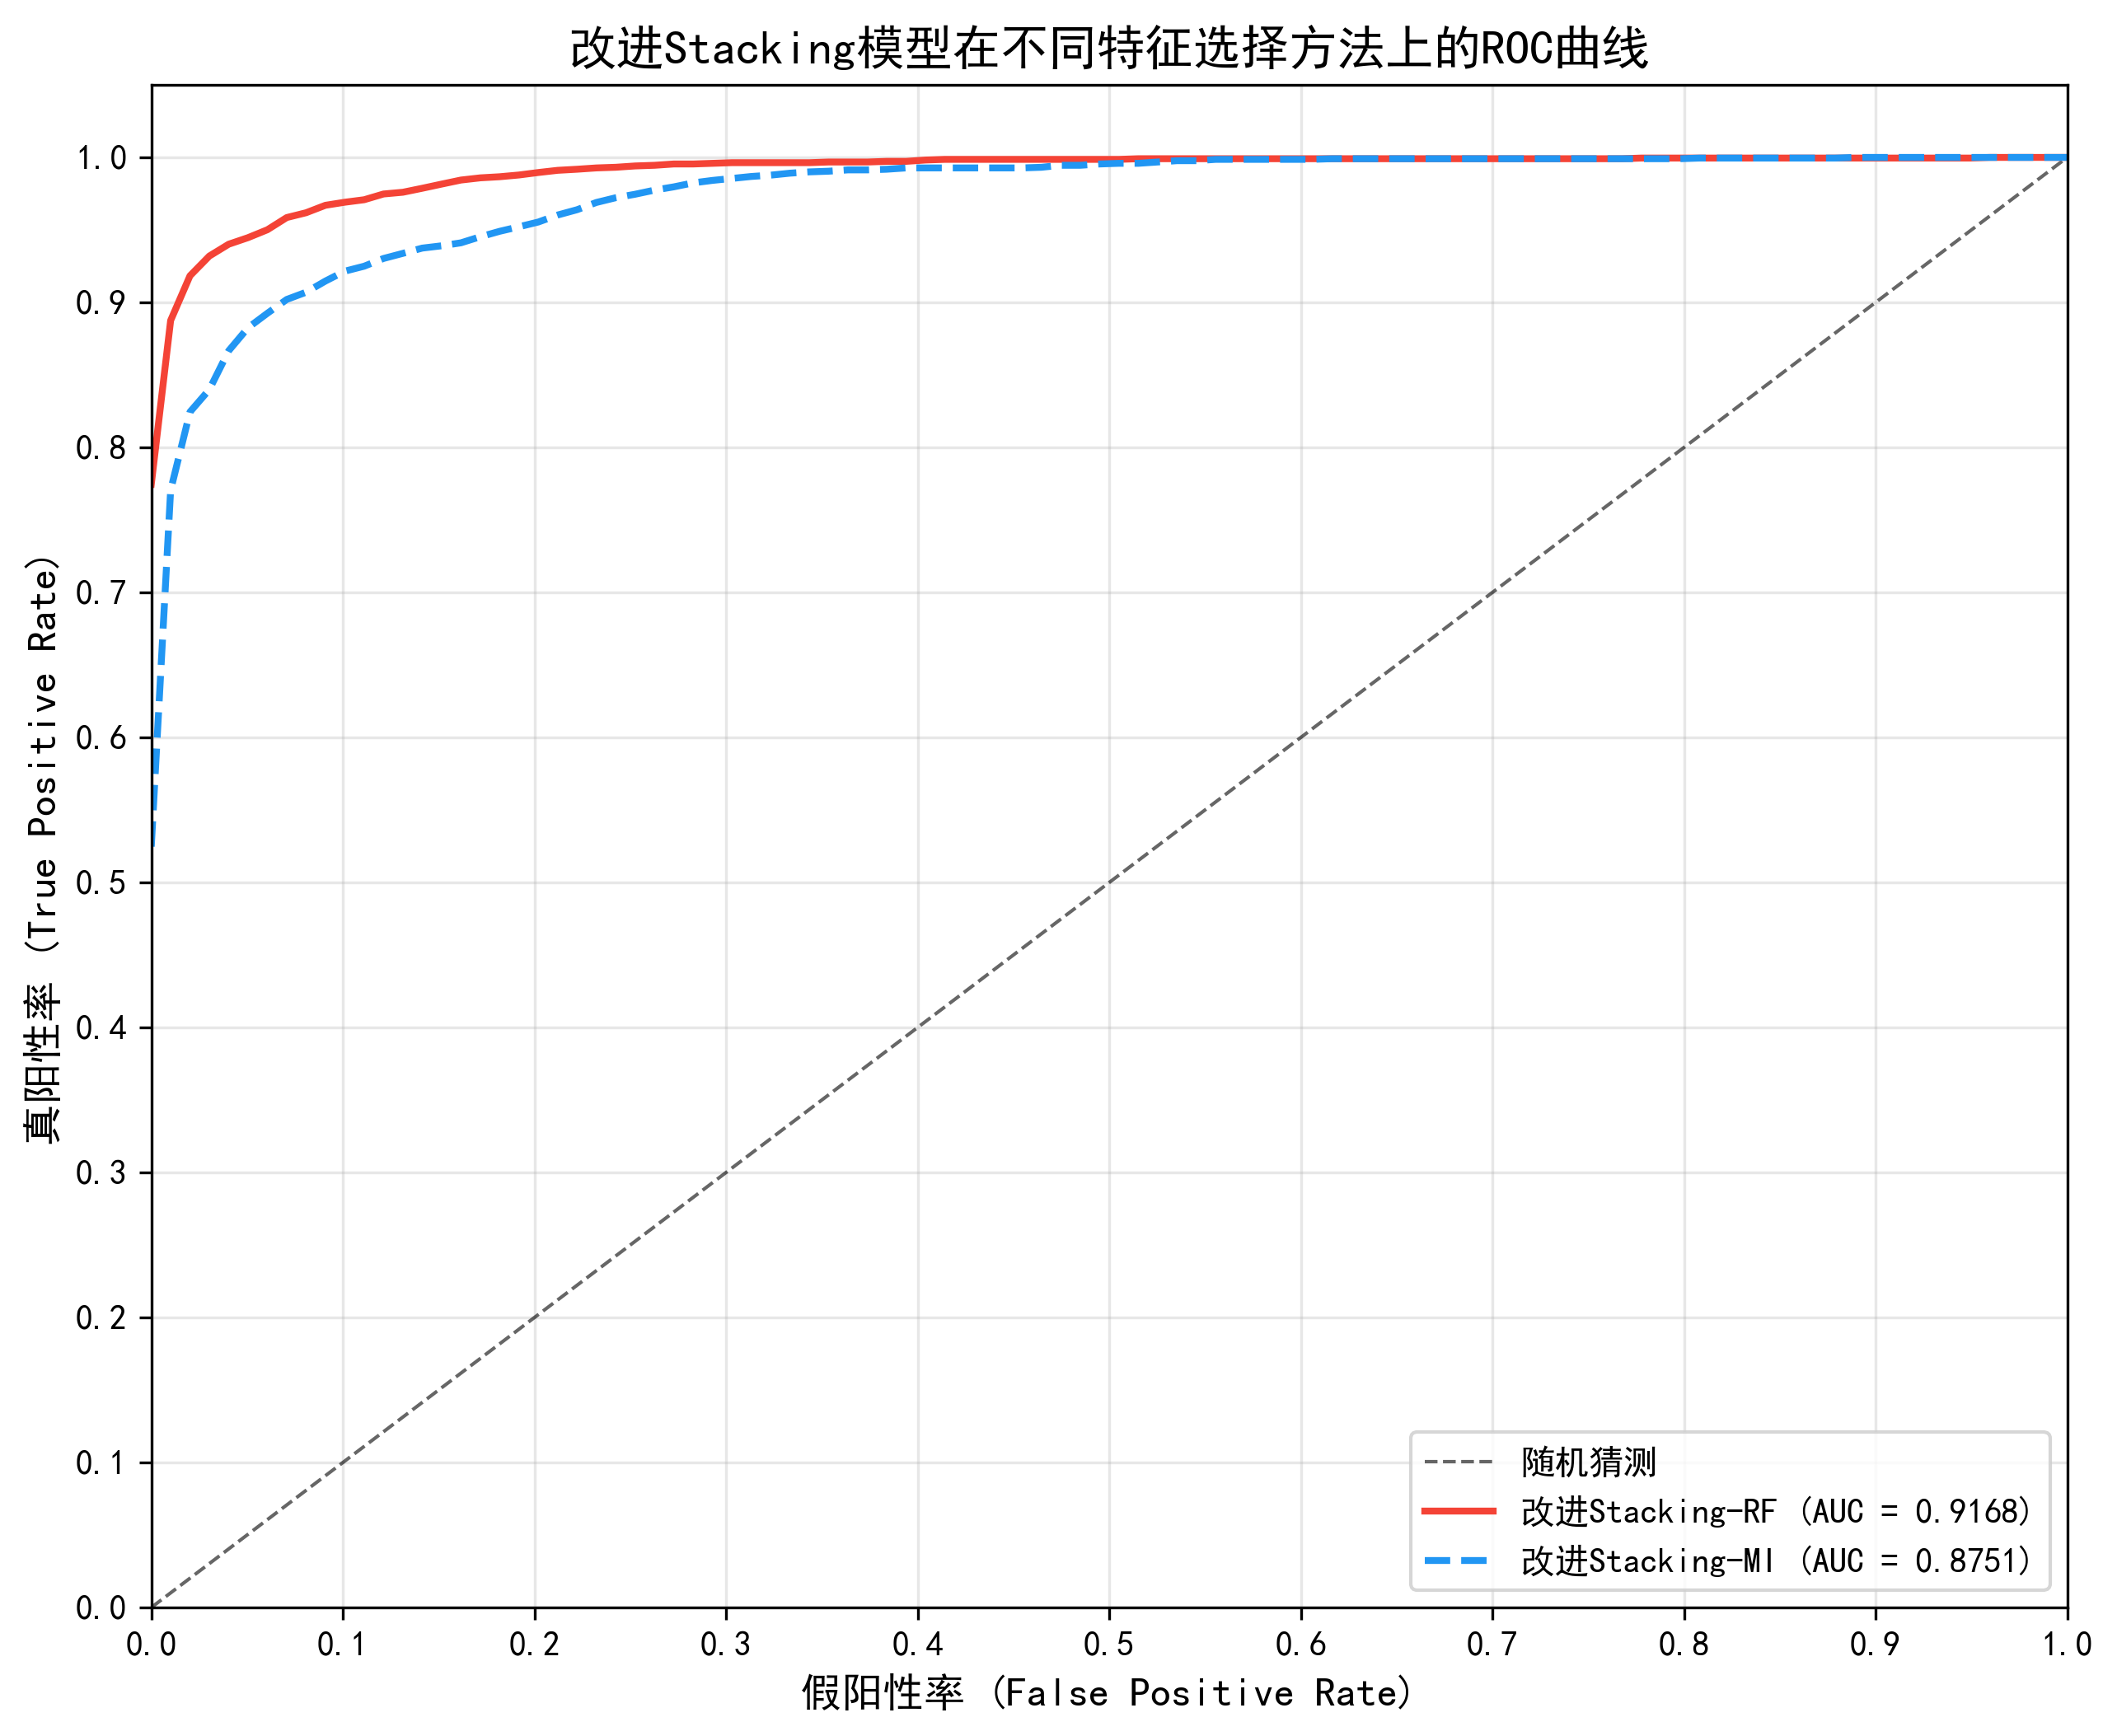 改进Stacking模型在不同特征选择方法上的ROC曲线
真阳性率 (True Positive Rate)
1.0
0.9
0.8
0.7
0.6
0.5
0.4
0.3
0.2
0.1
0.0
随机猜测
改进Stacking-RF (AUC = 0.9168)
改进Stacking-MI (AUC = 0.8751)
0.0 0.1 0.2 0.3 0.4 0.5 0.6 0.7 0.8 0.9 1.0
假阳性率 (False Positive Rate)